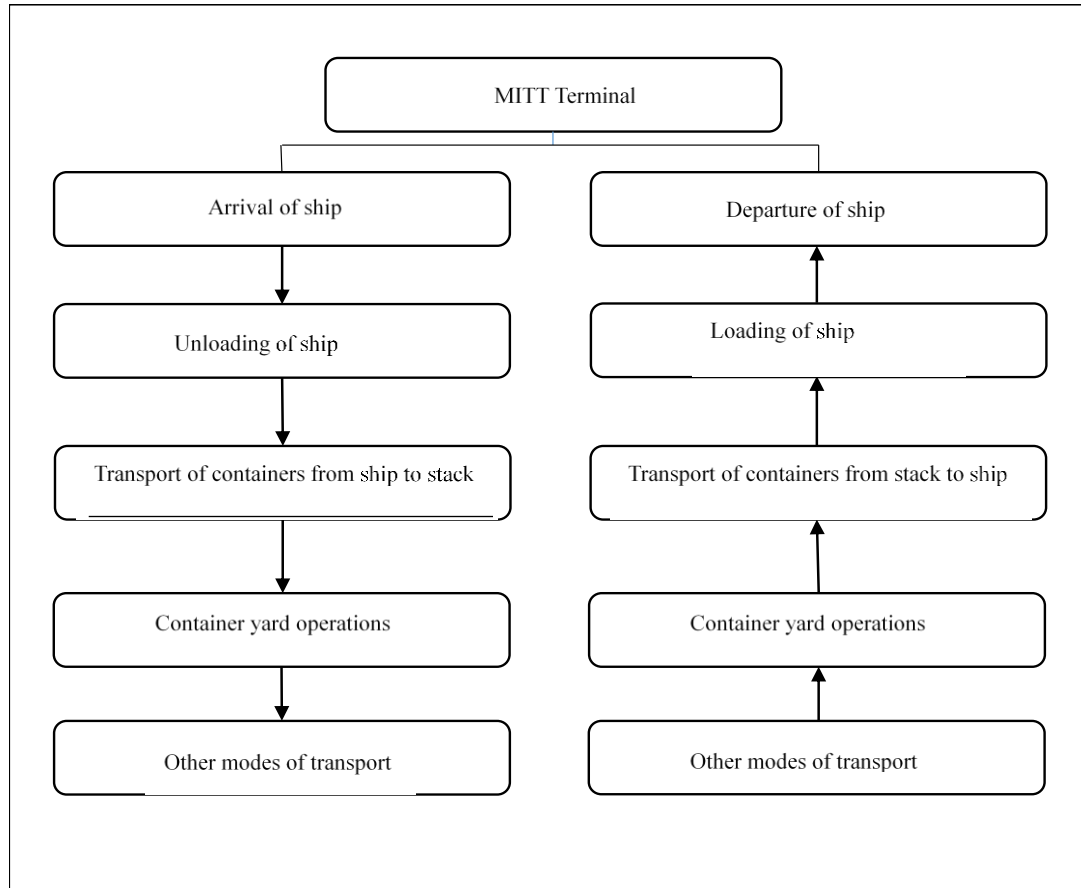 MITT Terminal
Arrival of ship
Departure of ship
Unloading of ship
Loading of ship
Transport of containers from ship to stack
Transport of containers from stack to ship
Container yard operations
Container yard operations
Other modes of transport
Other modes of transport